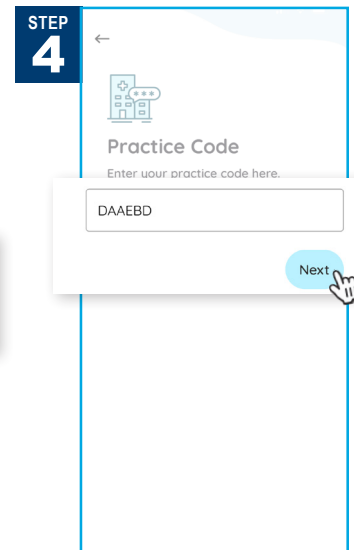 STEP
4
Practice Code
Enter your practice code here.
DAAEBD
Next